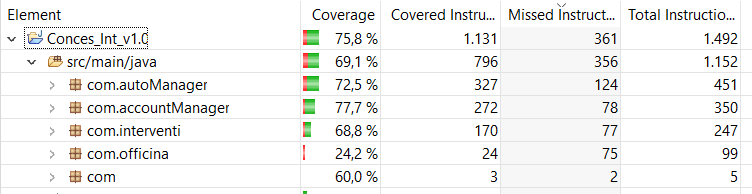 Element Coverage Covered Instru... Missed Instruct... Total Instructio...
Conces_Int_v1.0 75,8 % 1.131 361 1.492
src/main/java 69,1 % 796 356 1.152
com.autoManager 72,5 % 327 124 451
com.accountManager 77,7 % 272 78 350
com.interventi 68,8 % 170 77 247
com.officina 24,2 % 24 75 99
com 60,0 % 3 2 5